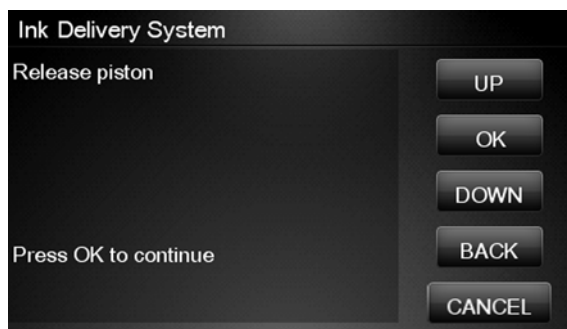 Ink Delivery System
Release piston
UP
OK
DOWN
Press OK to continue
BACK
CANCEL